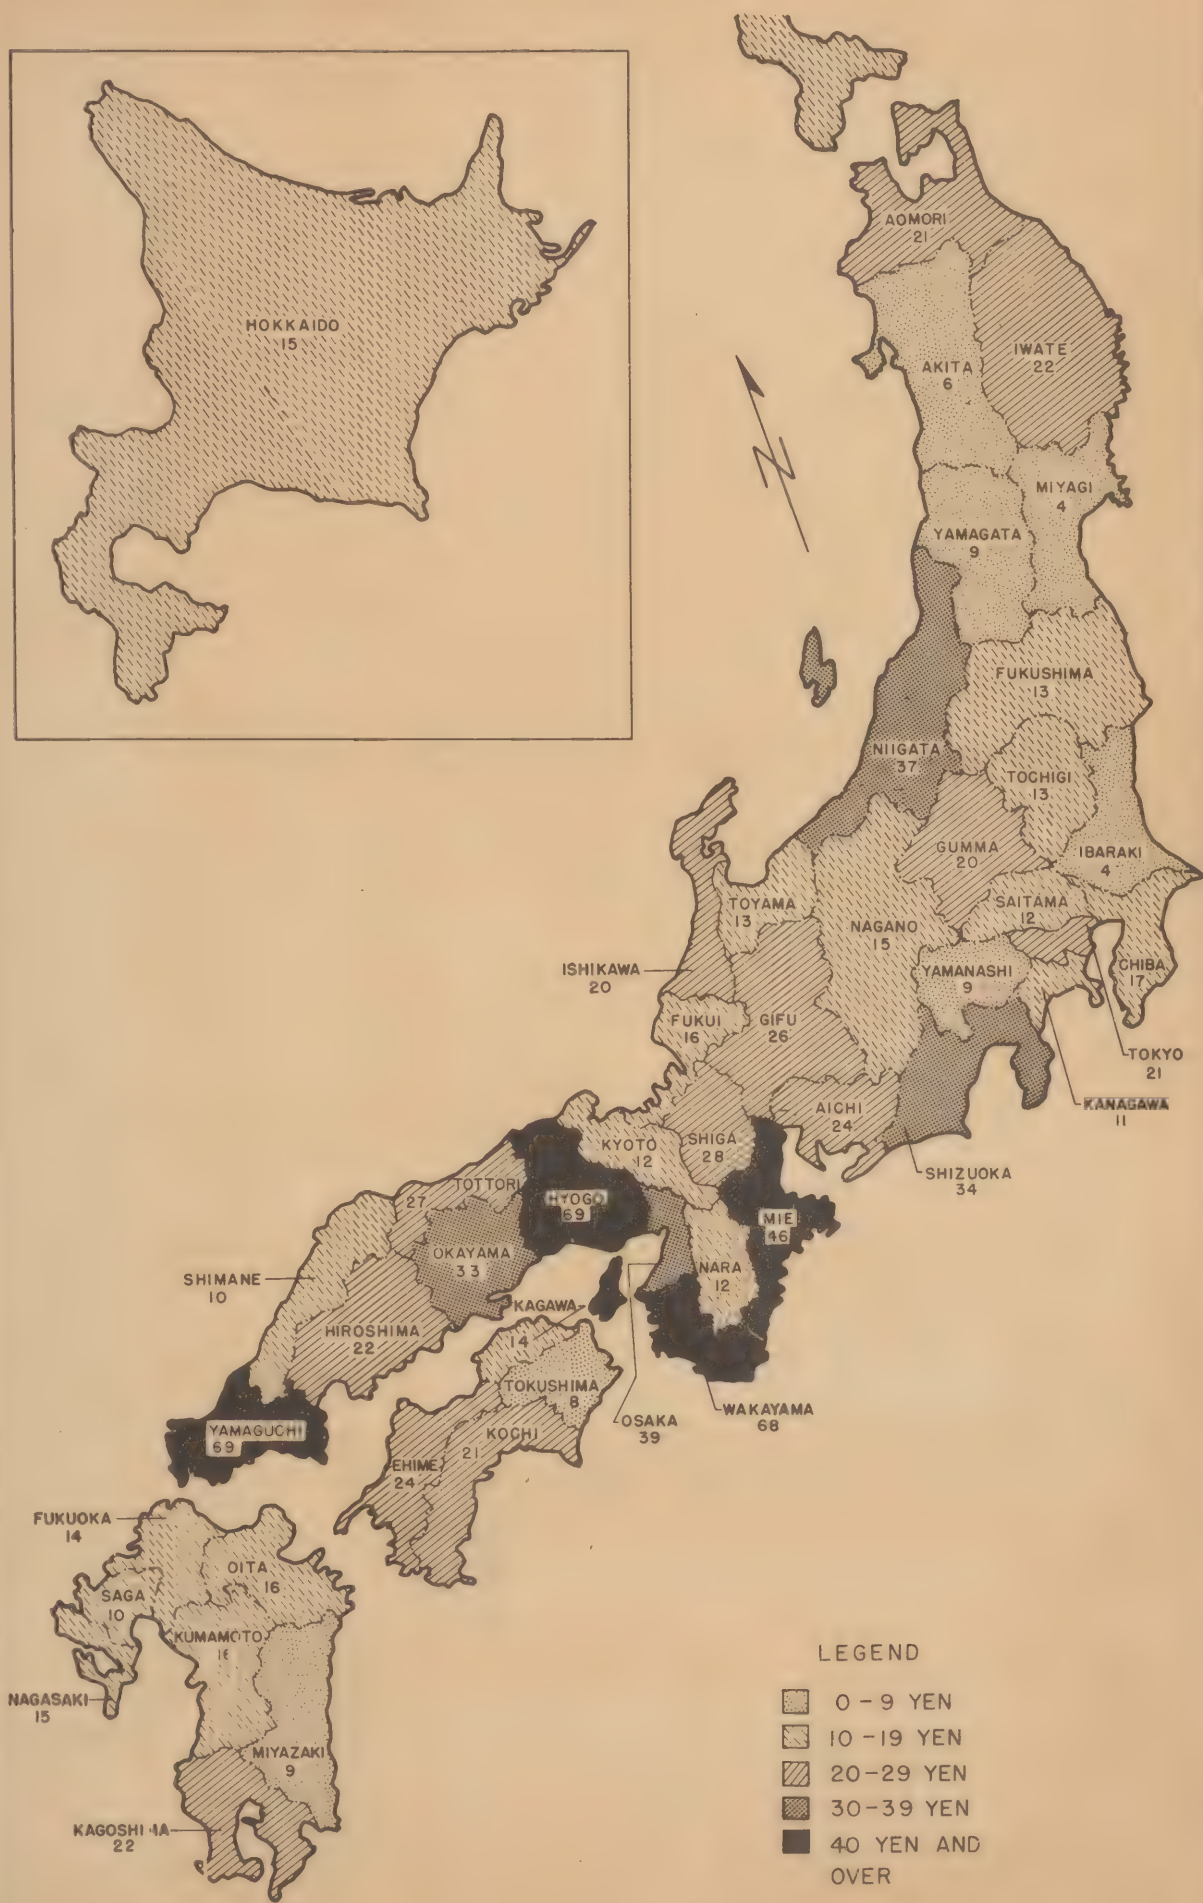 HOKKAIDO
15
AOMORI
21
IWATE
22
AKITA
6
MIYAGI
4
YAMAGATA
9
FUKUSHIMA
13
NIIGATA
37
TOCHIGI
13
GUMMA
20
IBARAKI
4
TOYAMA
13
SAITAMA
12
NAGANO
15
ISHIKAWA
20
YAMANASHI
9
CHIBA
17
FUKUI
16
GIFU
26
TOKYO
21
KANAGAWA
11
AICHI
24
KYOTO
12
SHIGA
28
SHIZUOKA
34
TOTTORI
27
HYOGO
69
MIE
46
OKAYAMA
33
NARA
12
SHIMANE
10
KAGAWA
14
HIROSHIMA
22
TOKUSHIMA
8
WAKAYAMA
68
OSAKA
39
YAMAGUCHI
69
KOCHI
21
EHIME
24
FUKUOKA
14
OITA
16
SAGA
10
KUMAMOTO
NAGASAKI
15
MIYAZAKI
9
KAGOSHIMA
22
LEGEND
0-9 YEN
10-19 YEN
20-29 YEN
30-39 YEN
40 YEN AND
OVER